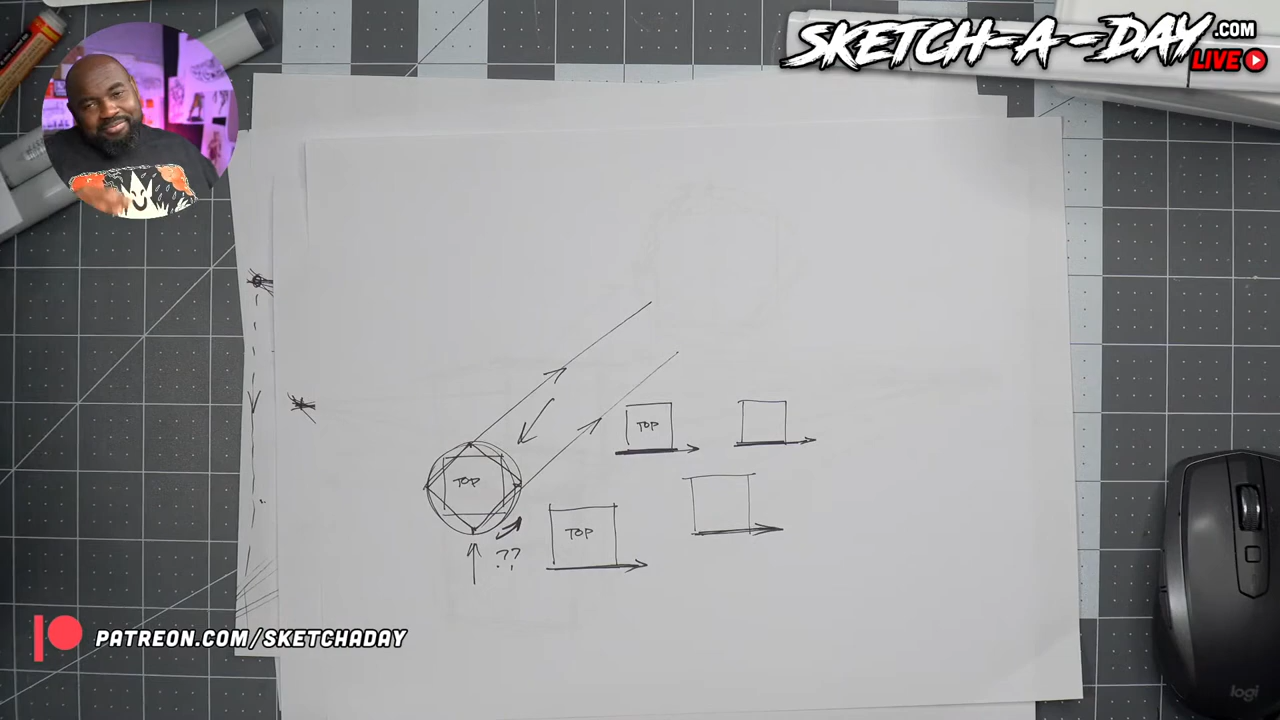 SKETCH-A-DAY
.COM
LIVE
TOP
TOP
TOP
??
PATREON.COM/SKETCHADAY
logi